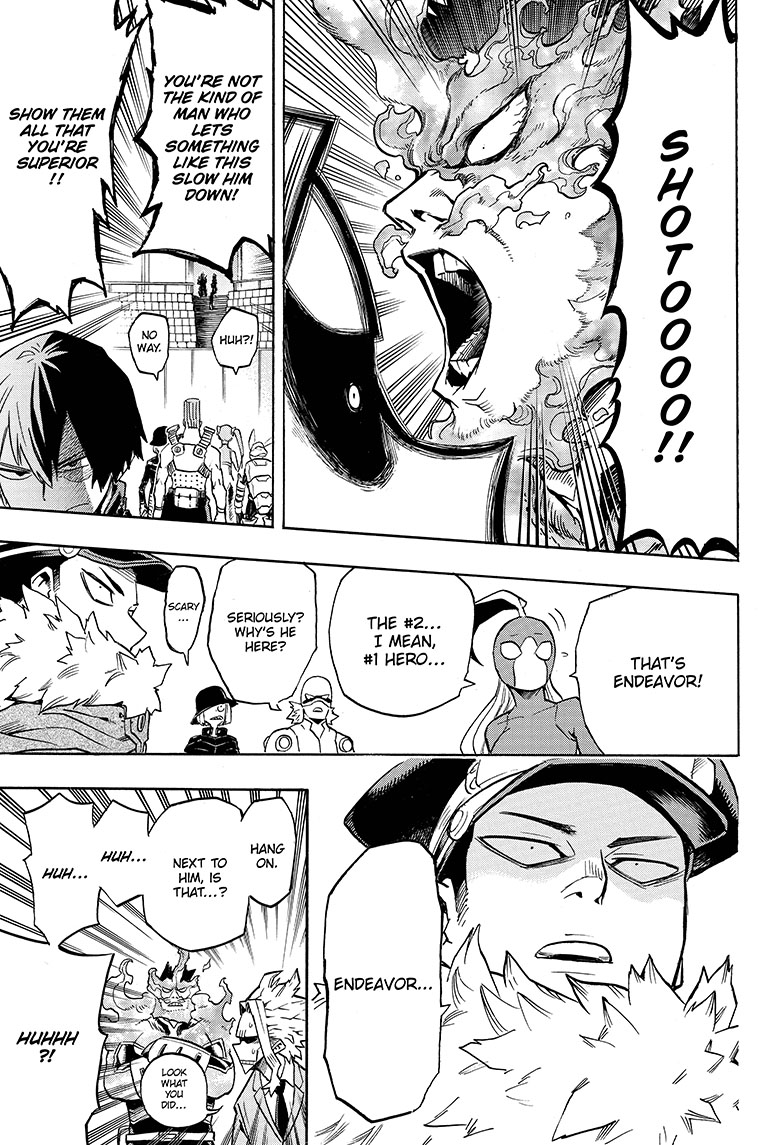 SHOTOOOO!!
YOU'RE NOT
THE KIND OF
MAN WHO
LETS
SOMETHING
LIKE THIS
SLOW HIM
DOWN!
SHOW THEM
ALL THAT
YOU'RE
SUPERIOR
!!
HUH?!
NO
WAY.
THAT'S
ENDEAVOR!
THE #2...
I MEAN,
#1 HERO...
SERIOUSLY?
WHY'S HE
HERE?
SCARY
...
ENDEAVOR...
HANG
ON.
NEXT TO
HIM, IS
THAT...?
HUH...
HUH...
HUHHH
?!
LOOK
WHAT
YOU
DID...